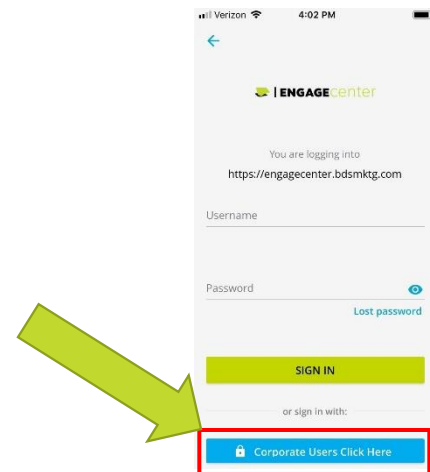 Verizon 4:02 PM
| ENGAGEcenter
You are logging into
https://engagecenter.bdsmktg.com
Username
Password
Lost password
SIGN IN
or sign in with:
Corporate Users Click Here